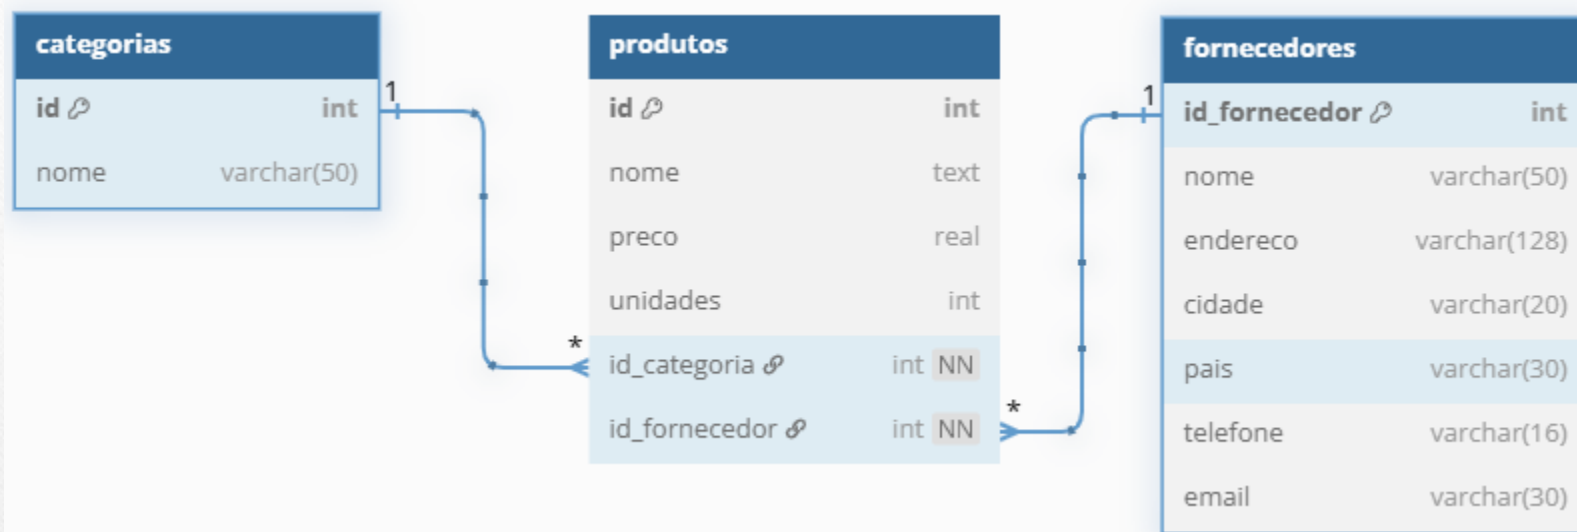 categorias
id int
nome varchar(50)
1
*
produtos
id int
nome text
preco real
unidades int
id_categoria int NN
id_fornecedor int NN
*
1
fornecedores
id_fornecedor int
nome varchar(50)
endereco varchar(128)
cidade varchar(20)
pais varchar(30)
telefone varchar(16)
email varchar(30)